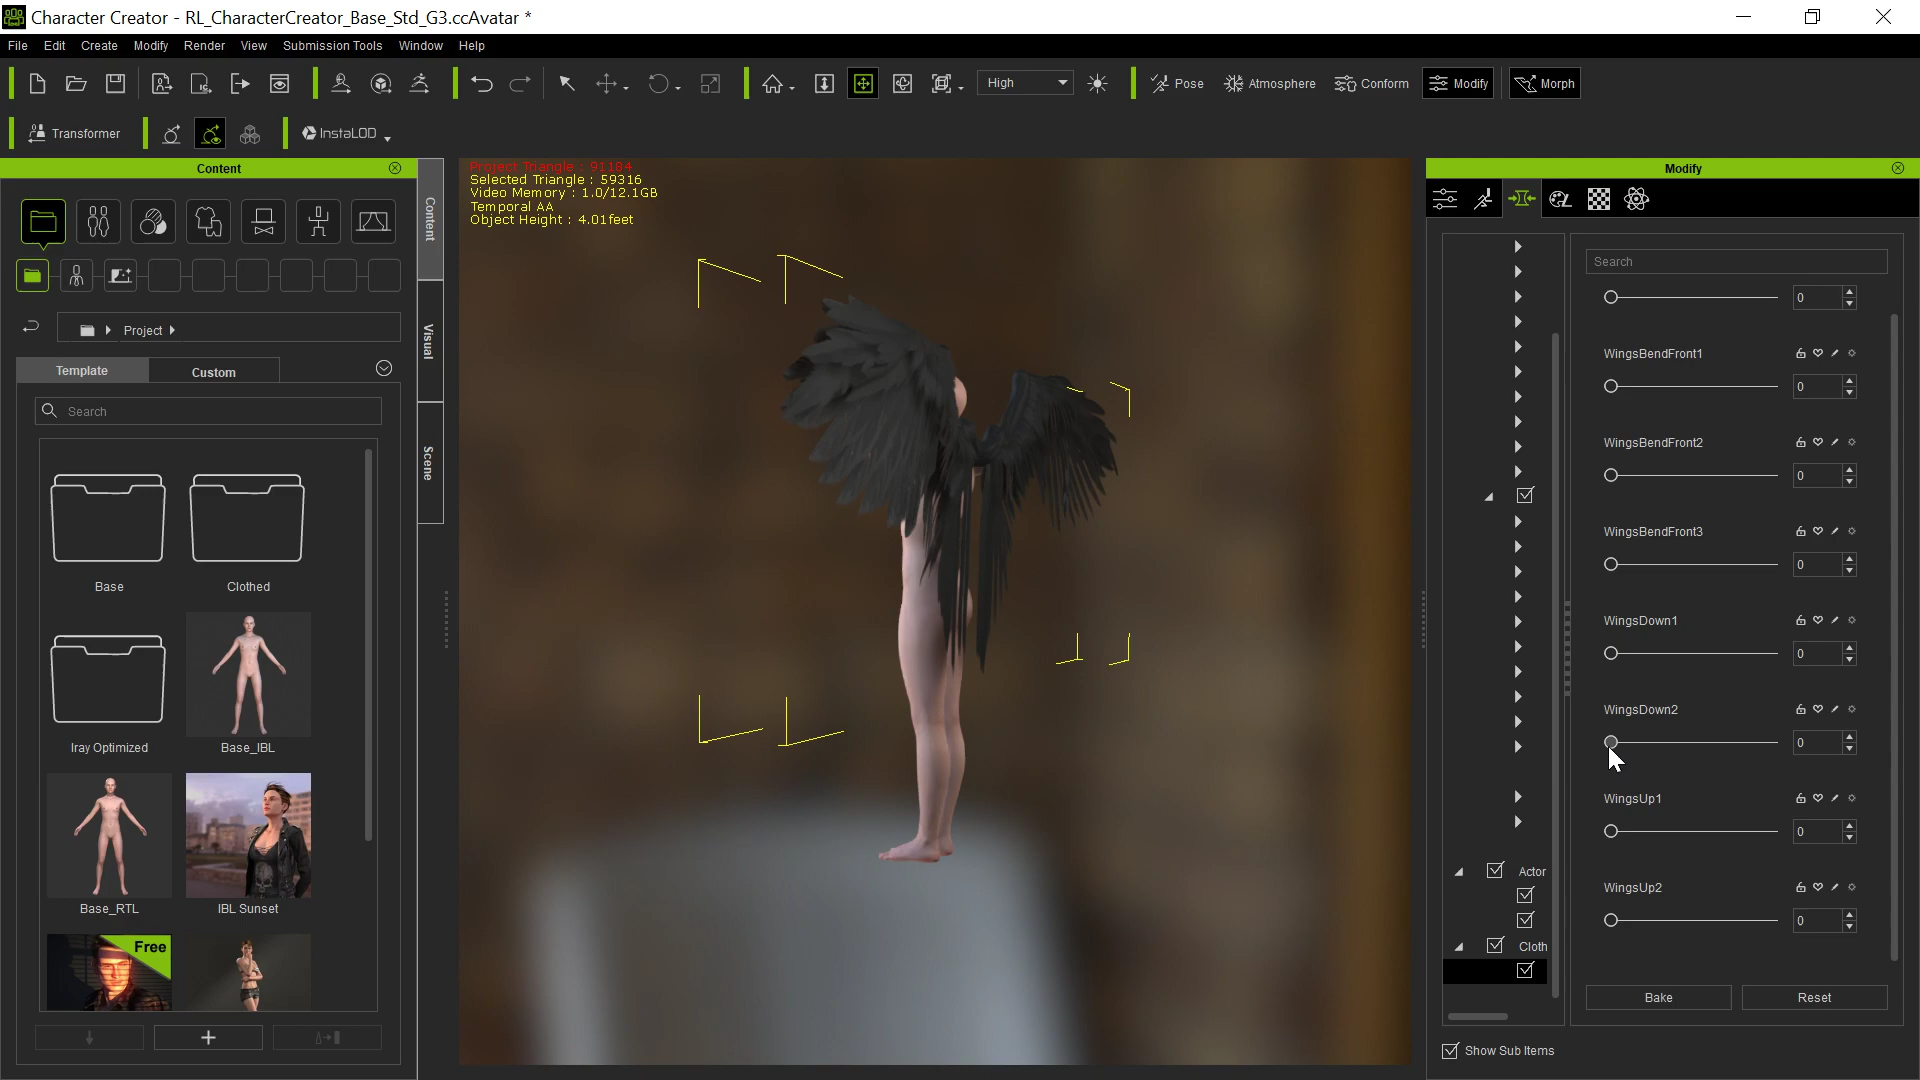 Character Creator - RL_CharacterCreator_Base_Std_G3.ccAvatar *
File Edit Create Modify Render View Submission Tools Window Help
High Pose Atmosphere Conform Modify Morph
Transformer InstaLOD
Content
Content
Visual
Scene
Project
Template Custom
Search
Base Clothed
Iray Optimized Base_IBL
Base_RTL IBL Sunset
Free
Project Triangle : 91184
Selected Triangle : 59316
Video Memory : 1.0/12.1GB
Temporal AA
Object Height : 4.01feet
Modify
Actor
Cloth
Show Sub Items
Search
0
WingsBendFront1
0
WingsBendFront2
0
WingsBendFront3
0
WingsDown1
0
WingsDown2
0
WingsUp1
0
WingsUp2
0
Bake Reset